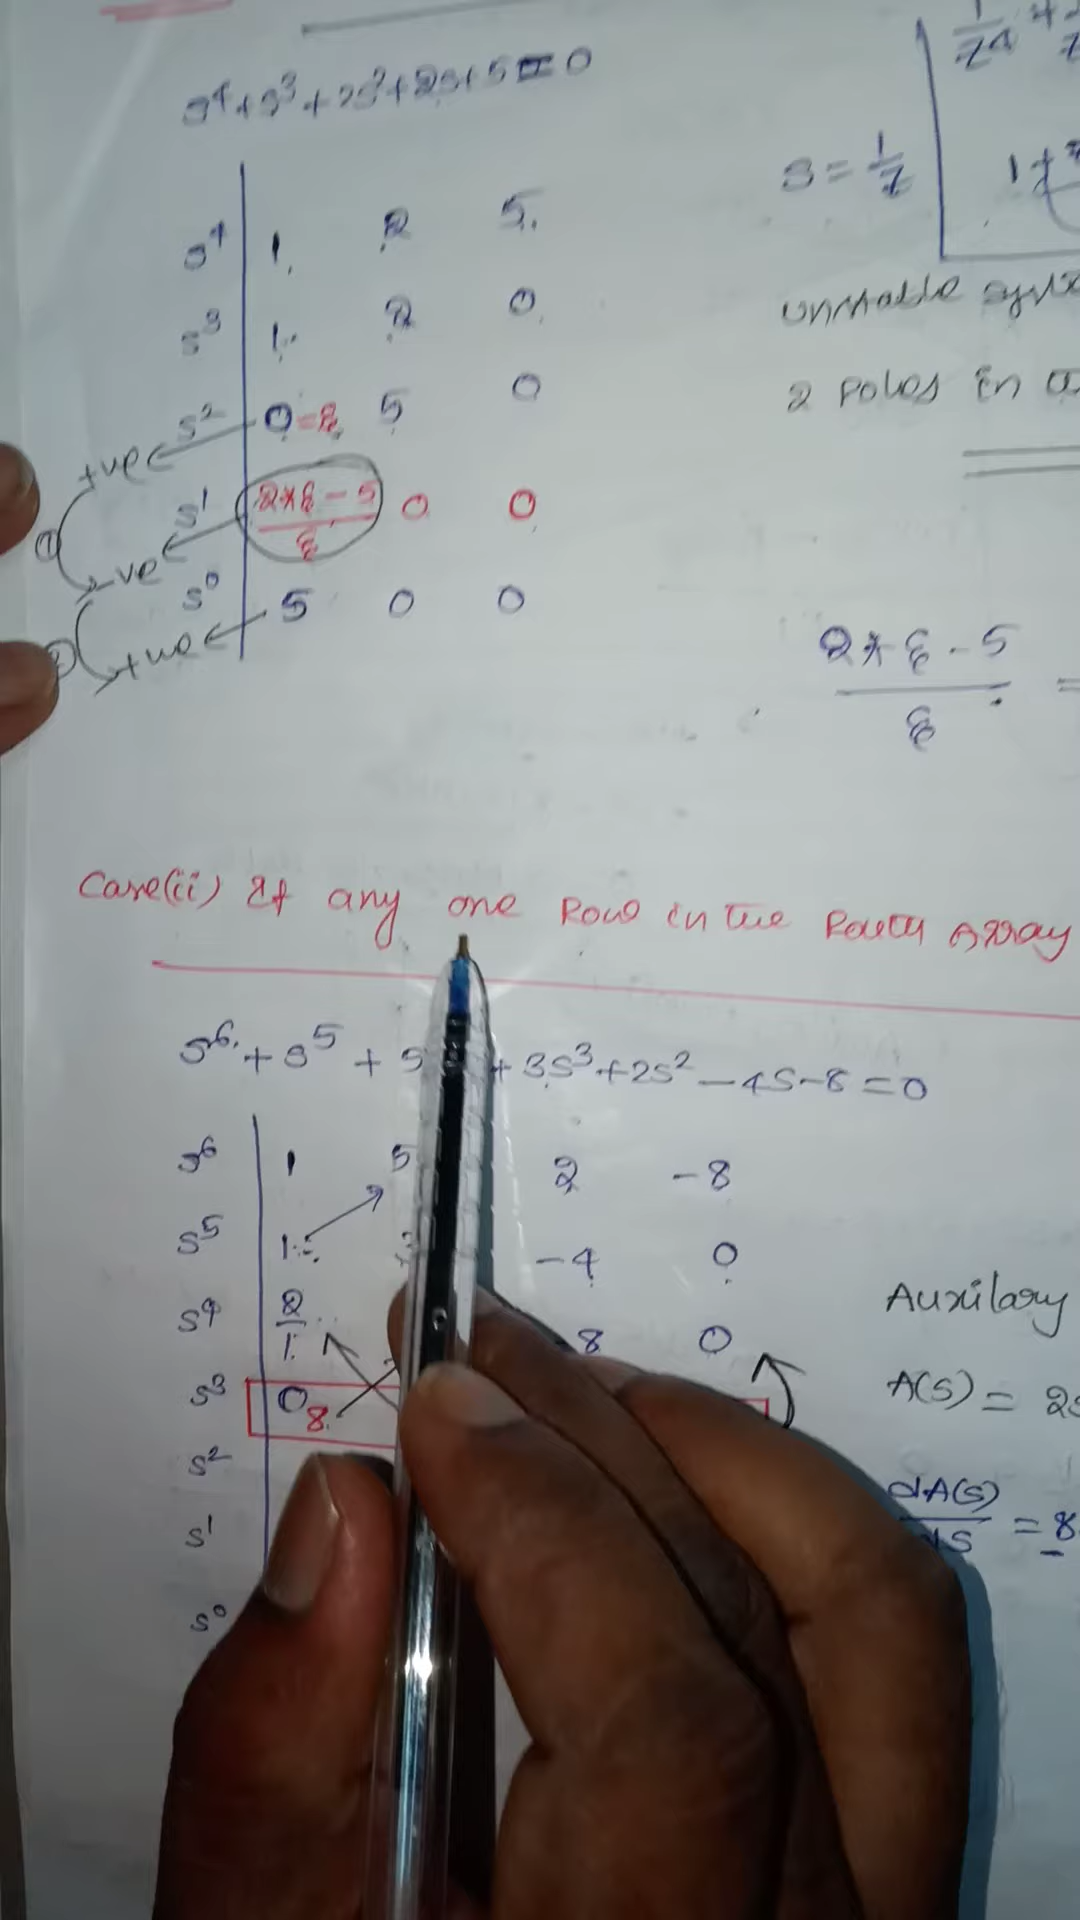 s⁴+s³+2s²+2s+5=0
s⁴ 1 2 5
s³ 1 2 0
s² 0=ε 5 0
+ve
s¹ 2*ε-5 0 0
ε
①
-ve
s⁰ 5 0 0
+ve
s = 1/z
1+
unstable
2 Poles in
2*ε-5
ε
=
Case(ii) If any one Row in the Routh Array
s⁶+s⁵+5 +3s³+2s²-4s-8=0
s⁶ 1 5 2 -8
s⁵ 1 -4 0
s⁴ 2/1 8 0
s³ 0 8
s²
s¹
s⁰
Auxilary
A(s) = 2s
dA(s)
ds = 8